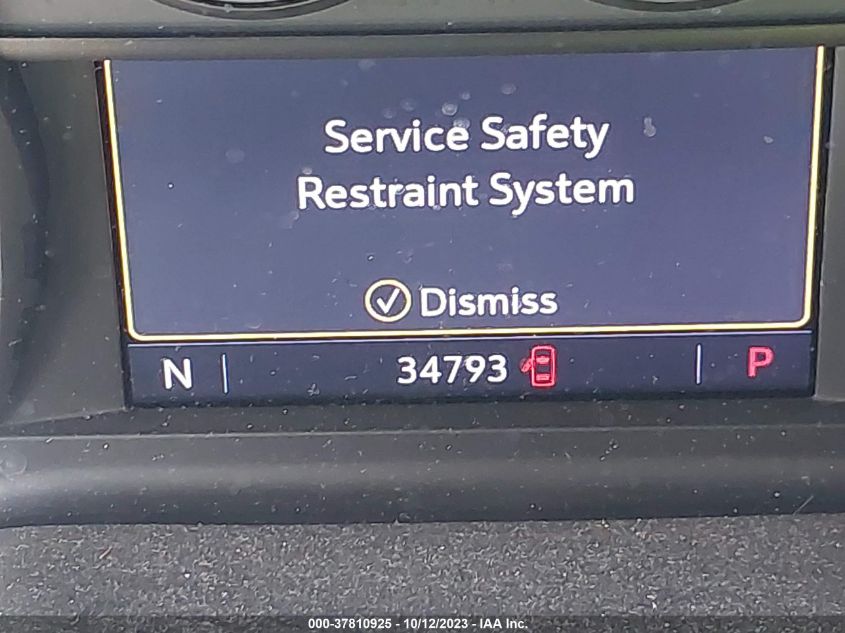 Service Safety
Restraint System
Dismiss
N 34793 P
000-37810925 - 10/12/2023 - IAA Inc.